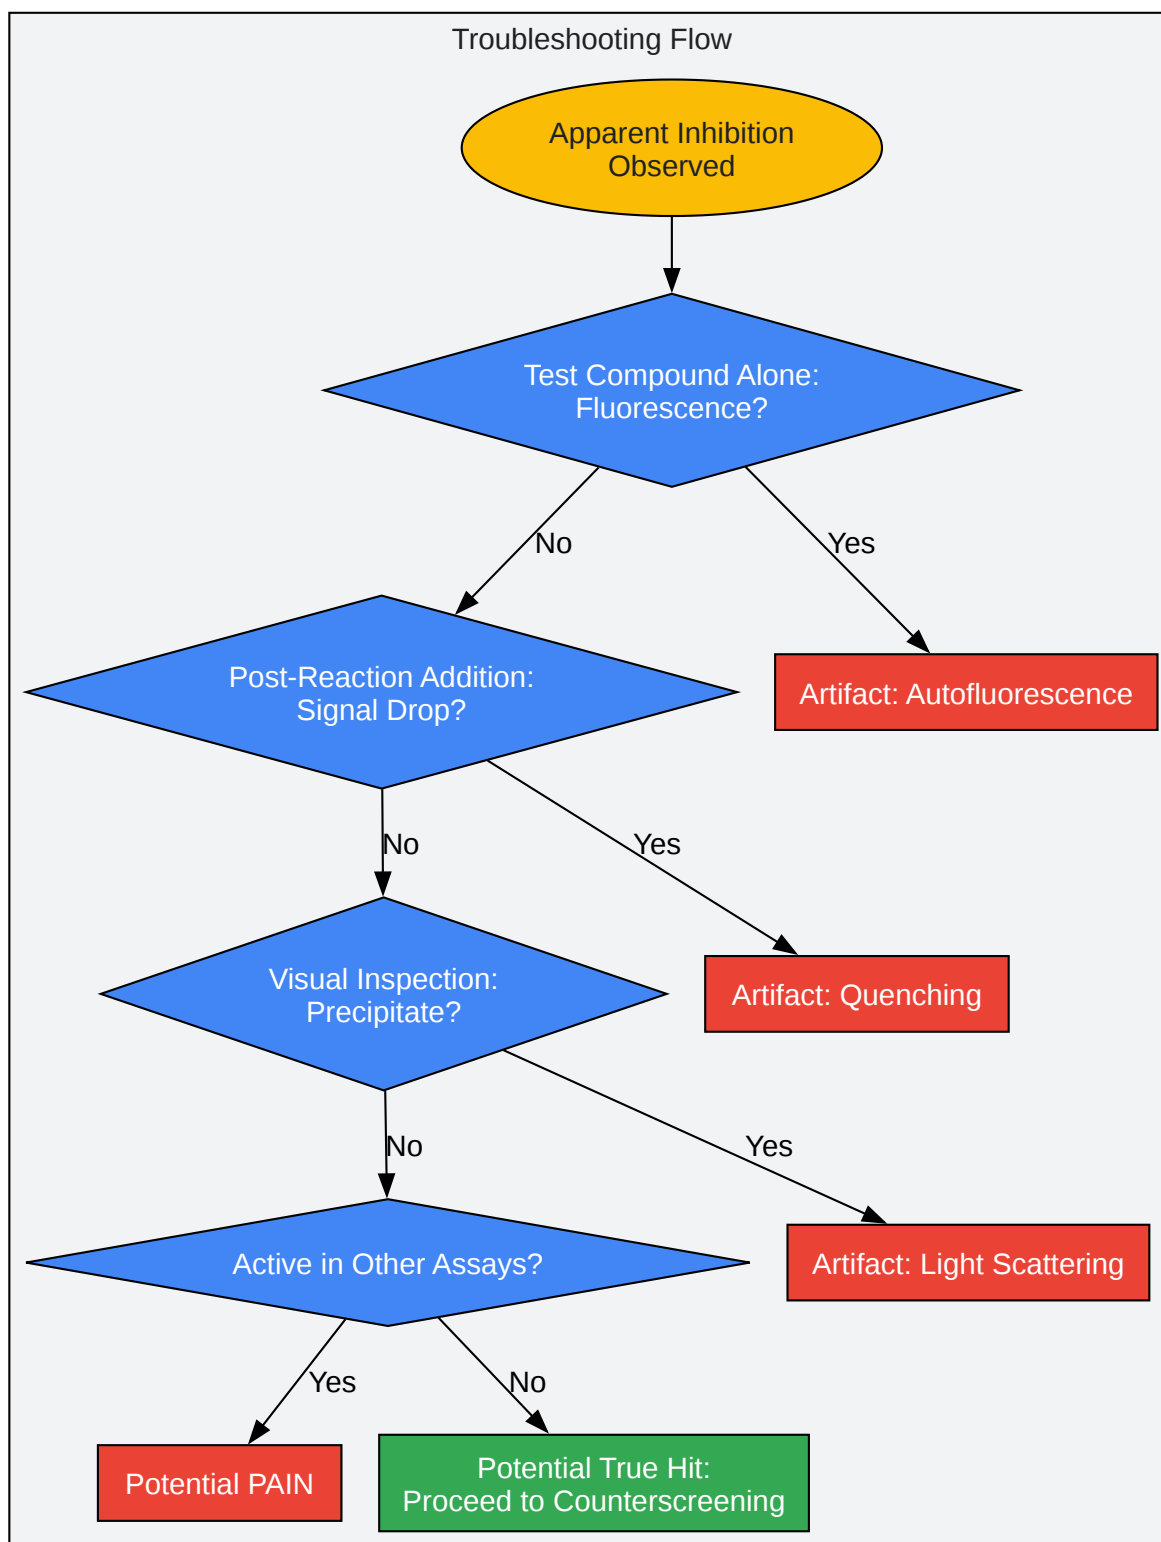 Troubleshooting Flow
Apparent Inhibition
Observed
Test Compound Alone:
Fluorescence?
No
Yes
Post-Reaction Addition:
Signal Drop?
Artifact: Autofluorescence
No
Yes
Visual Inspection:
Precipitate?
Artifact: Quenching
No
Yes
Active in Other Assays?
Artifact: Light Scattering
Yes
No
Potential PAIN
Potential True Hit:
Proceed to Counterscreening